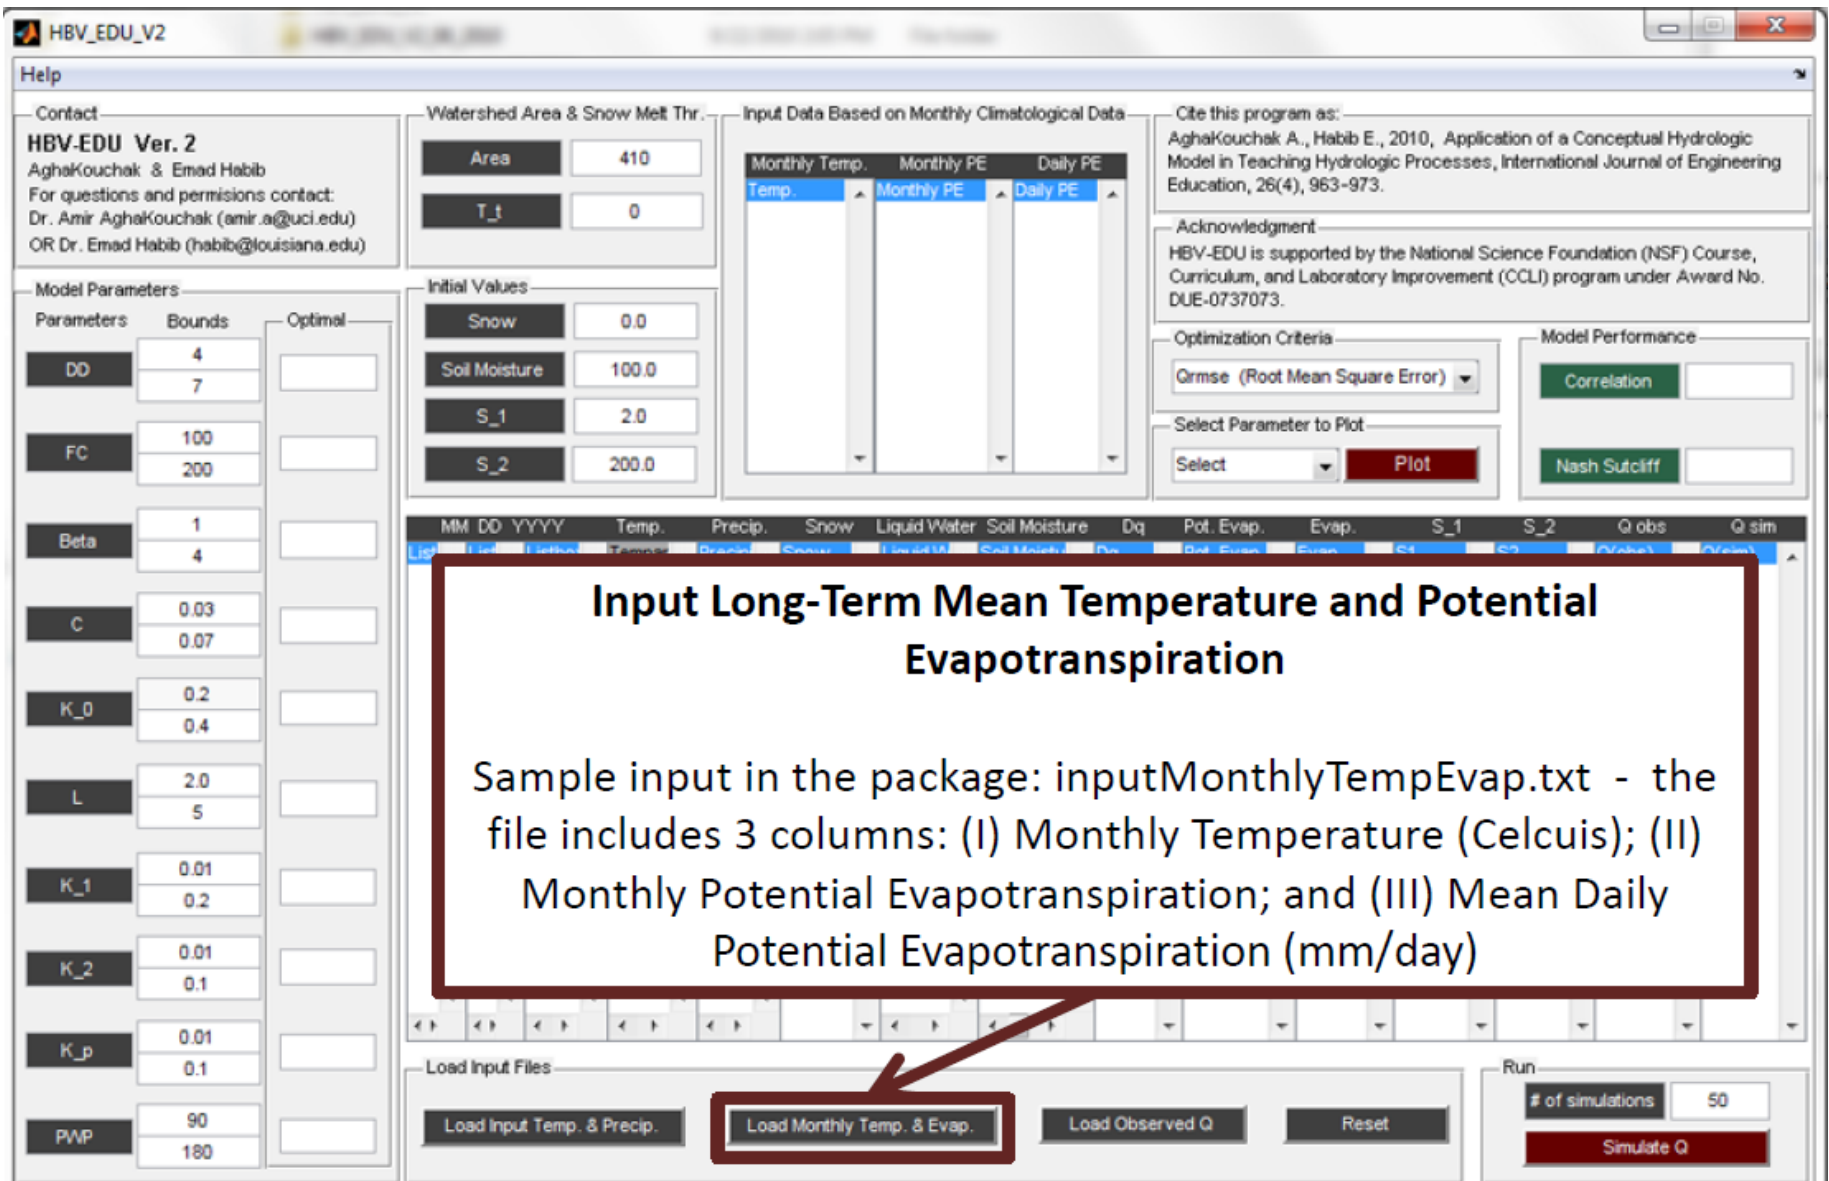 HBV_EDU_V2
Help
Contact
HBV-EDU Ver. 2
AghaKouchak & Emad Habib
For questions and permisions contact:
Dr. Amir AghaKouchak (amir.a@uci.edu)
OR Dr. Emad Habib (habib@louisiana.edu)
Watershed Area & Snow Melt Thr.
Area 410
T_t 0
Input Data Based on Monthly Climatological Data
Monthly Temp. Monthly PE Daily PE
Temp. Monthly PE Daily PE
Cite this program as:
AghaKouchak A., Habib E., 2010, Application of a Conceptual Hydrologic
Model in Teaching Hydrologic Processes, International Journal of Engineering
Education, 26(4), 963-973.
Acknowledgment
HBV-EDU is supported by the National Science Foundation (NSF) Course,
Curriculum, and Laboratory Improvement (CCLI) program under Award No.
DUE-0737073.
Model Parameters
Parameters Bounds Optimal
DD 4
7
FC 100
200
Beta 1
4
C 0.03
0.07
K_0 0.2
0.4
L 2.0
5
K_1 0.01
0.2
K_2 0.01
0.1
K_p 0.01
0.1
PWP 90
180
Initial Values
Snow 0.0
Soil Moisture 100.0
S_1 2.0
S_2 200.0
Optimization Criteria
Qrmse (Root Mean Square Error)
Select Parameter to Plot
Select Plot
Model Performance
Correlation
Nash Sutcliff
MM DD YYYY Temp. Precip. Snow Liquid Water Soil Moisture Dq Pot. Evap. Evap. S_1 S_2 Q obs Q sim
Input Long-Term Mean Temperature and Potential
Evapotranspiration
Sample input in the package: inputMonthlyTempEvap.txt - the
file includes 3 columns: (I) Monthly Temperature (Celcuis); (II)
Monthly Potential Evapotranspiration; and (III) Mean Daily
Potential Evapotranspiration (mm/day)
Load Input Files
Load Input Temp. & Precip. Load Monthly Temp. & Evap. Load Observed Q Reset
Run
# of simulations 50
Simulate Q